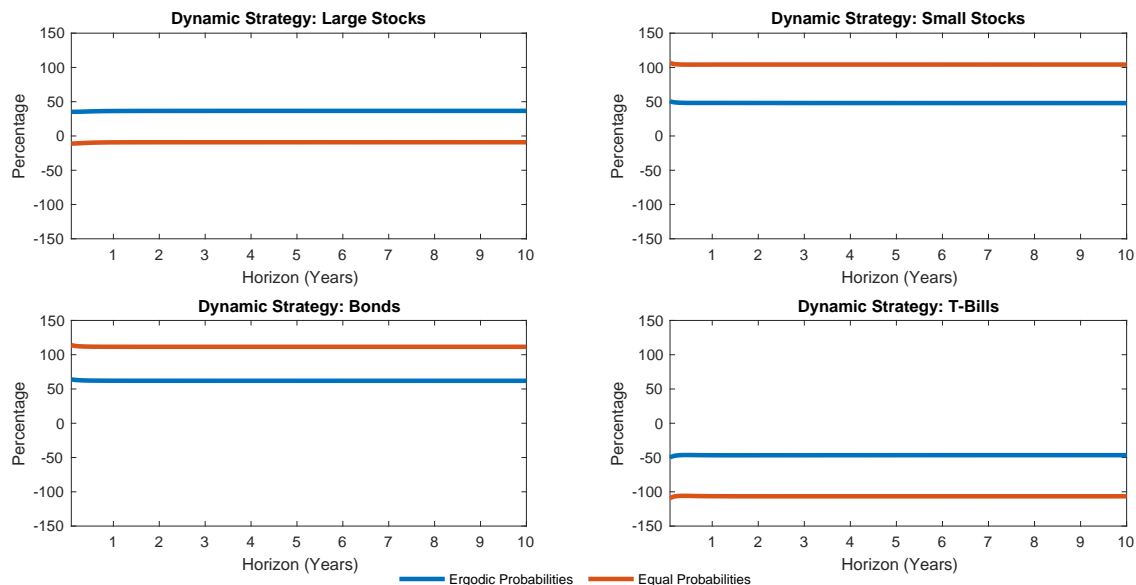 Dynamic Strategy: Large Stocks
150
100
50
0
-50
-100
-150
Percentage
1 2 3 4 5 6 7 8 9 10
Horizon (Years)
Dynamic Strategy: Small Stocks
150
100
50
0
-50
-100
-150
Percentage
1 2 3 4 5 6 7 8 9 10
Horizon (Years)
Dynamic Strategy: Bonds
150
100
50
0
-50
-100
-150
Percentage
1 2 3 4 5 6 7 8 9 10
Horizon (Years)
Dynamic Strategy: T-Bills
150
100
50
0
-50
-100
-150
Percentage
1 2 3 4 5 6 7 8 9 10
Horizon (Years)
Ergodic Probabilities Equal Probabilities